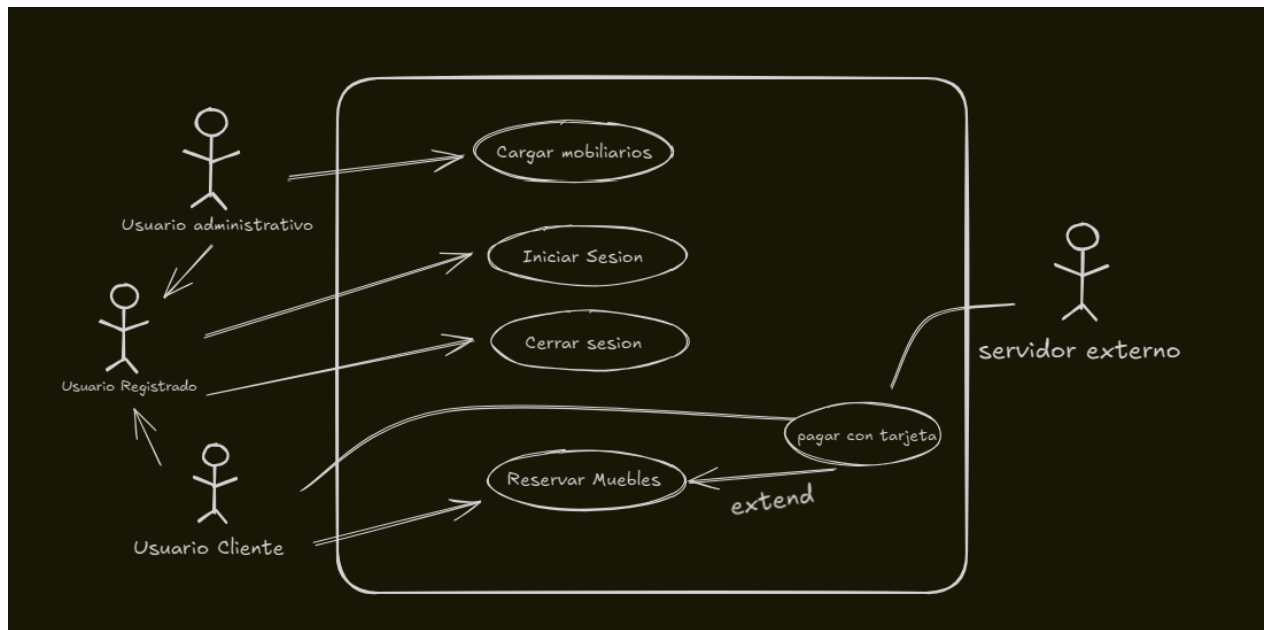 Cargar mobiliarios
Usuario administrativo
Iniciar Sesion
Cerrar sesion
servidor externo
Usuario Registrado
pagar con tarjeta
Reservar Muebles
extend
Usuario Cliente